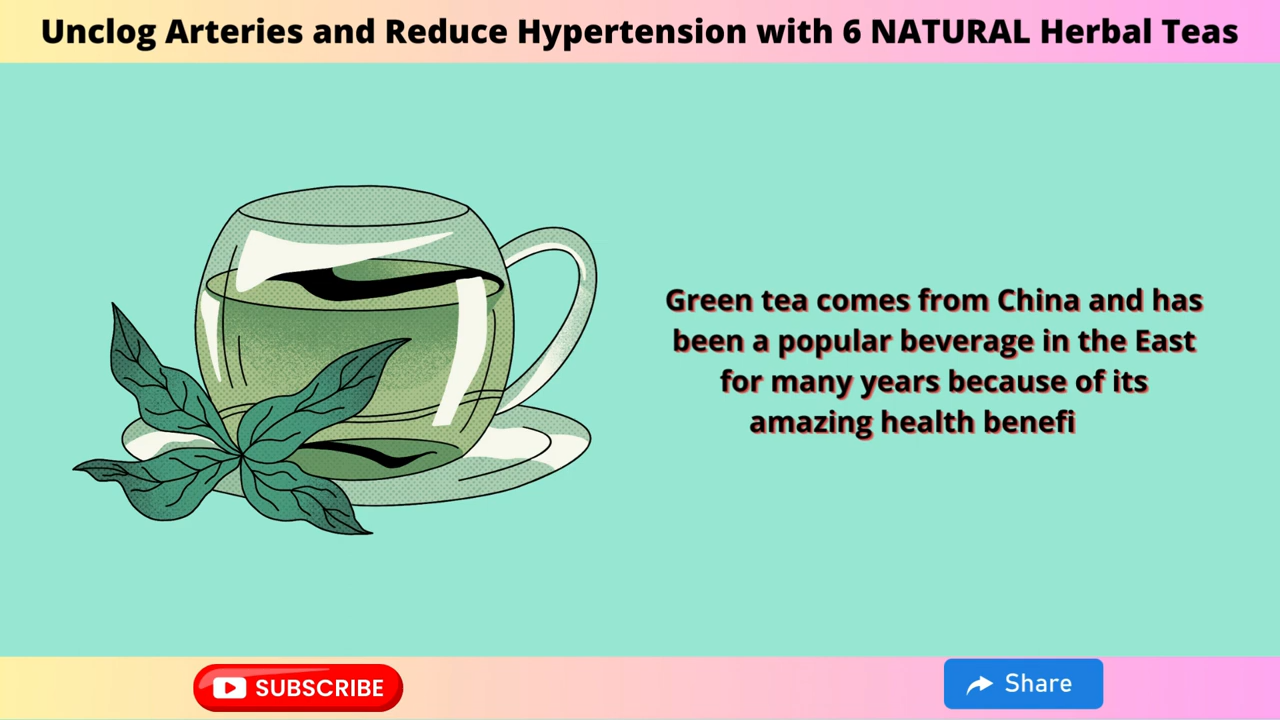 Unclog Arteries and Reduce Hypertension with 6 NATURAL Herbal Teas
Green tea comes from China and has
been a popular beverage in the East
for many years because of its
amazing health benefi
SUBSCRIBE
Share